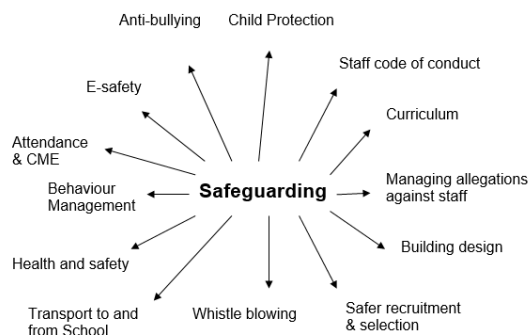 Anti-bullying
Child Protection
Staff code of conduct
E-safety
Curriculum
Attendance
& CME
Behaviour
Management
Safeguarding
Managing allegations
against staff
Building design
Health and safety
Transport to and
from School
Whistle blowing
Safer recruitment
& selection